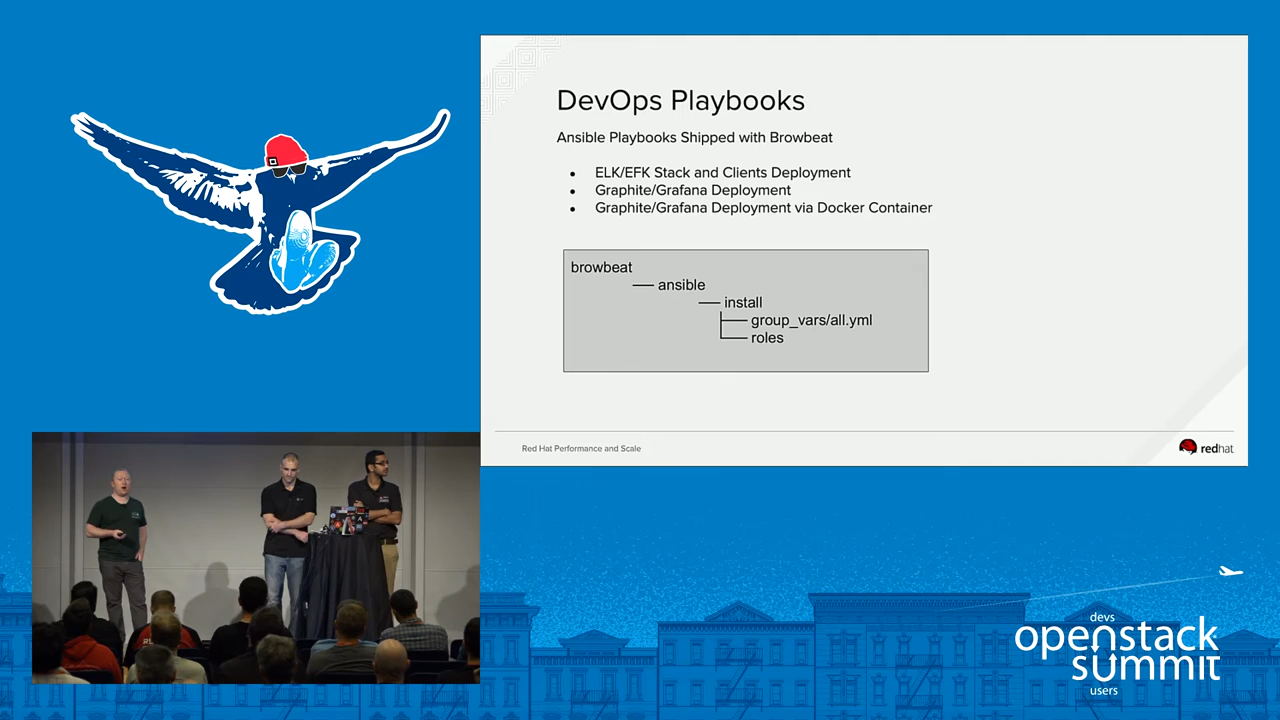 DevOps Playbooks
Ansible Playbooks Shipped with Browbeat
● ELK/EFK Stack and Clients Deployment
● Graphite/Grafana Deployment
● Graphite/Grafana Deployment via Docker Container
browbeat
ansible
install
group_vars/all.yml
roles
Red Hat Performance and Scale
redhat
devs
openstack
summit
users